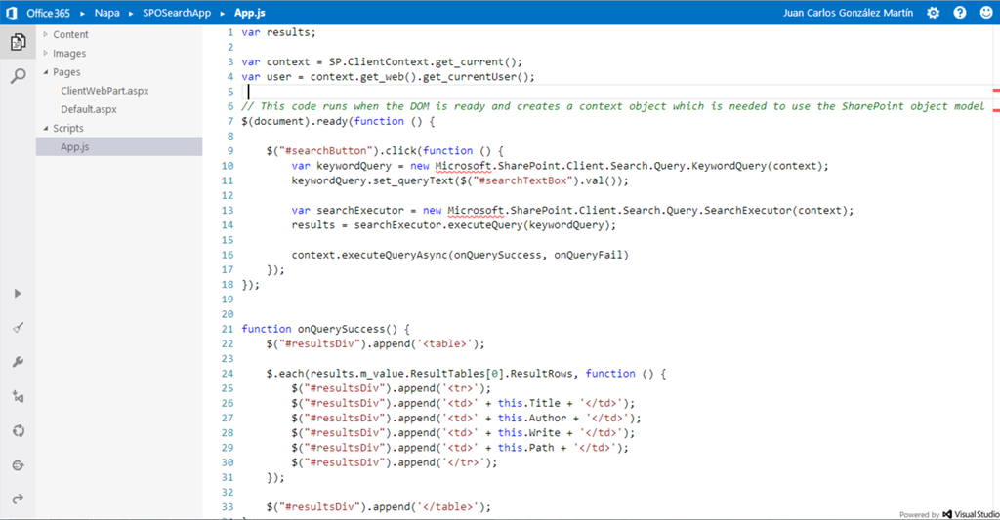 Office 365 ▸ Napa ▸ SPOSearchApp ▸ App.js
Juan Carlos González Martín
Content
Images
Pages
ClientWebPart.aspx
Default.aspx
Scripts
App.js
1 var results;
2
3 var context = SP.ClientContext.get_current();
4 var user = context.get_web().get_currentUser();
5
6 // This code runs when the DOM is ready and creates a context object which is needed to use the SharePoint object model
7 $(document).ready(function () {
8
9     $("#searchButton").click(function () {
10         var keywordQuery = new Microsoft.SharePoint.Client.Search.Query.KeywordQuery(context);
11         keywordQuery.set_queryText($("#searchTextBox").val());
12
13         var searchExecutor = new Microsoft.SharePoint.Client.Search.Query.SearchExecutor(context);
14         results = searchExecutor.executeQuery(keywordQuery);
15
16         context.executeQueryAsync(onQuerySuccess, onQueryFail)
17     });
18 });
19
20
21 function onQuerySuccess() {
22     $("#resultsDiv").append('<table>');
23
24     $.each(results.m_value.ResultTables[0].ResultRows, function () {
25         $("#resultsDiv").append('<tr>');
26         $("#resultsDiv").append('<td>' + this.Title + '</td>');
27         $("#resultsDiv").append('<td>' + this.Author + '</td>');
28         $("#resultsDiv").append('<td>' + this.Write + '</td>');
29         $("#resultsDiv").append('<td>' + this.Path + '</td>');
30         $("#resultsDiv").append('</tr>');
31     });
32
33     $("#resultsDiv").append('</table>');
Powered by Visual Studio